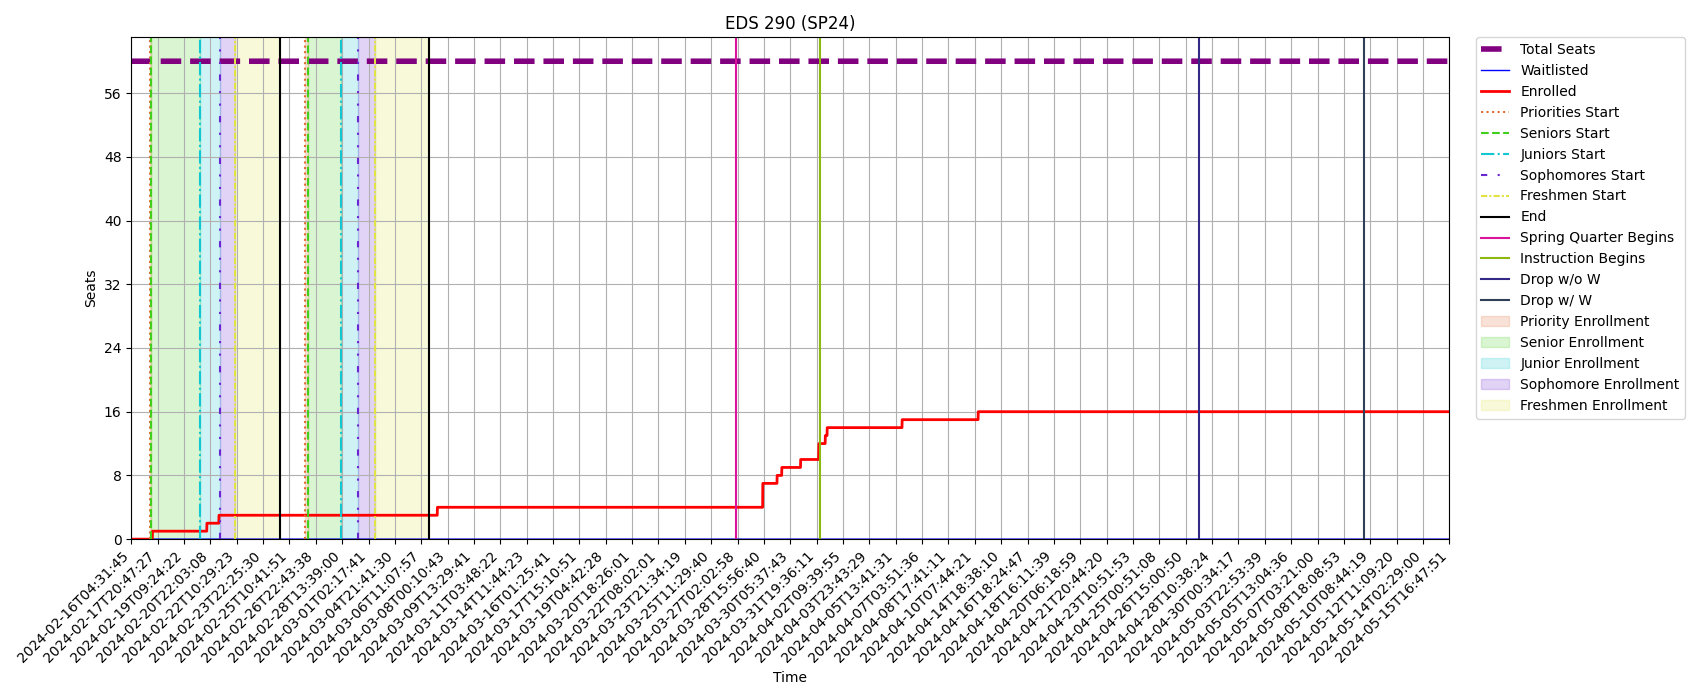 EDS 290 (SP24)
Seats
56
48
40
32
24
16
8
0
2024-02-16T04:31:45
2024-02-17T20:47:27
2024-02-19T09:24:22
2024-02-20T22:03:08
2024-02-22T10:29:23
2024-02-23T22:25:30
2024-02-25T10:41:51
2024-02-26T22:43:38
2024-02-28T13:39:00
2024-03-01T02:17:41
2024-03-04T21:41:30
2024-03-06T11:07:57
2024-03-08T00:10:43
2024-03-09T13:29:41
2024-03-11T03:48:22
2024-03-14T11:44:23
2024-03-16T01:25:41
2024-03-17T15:10:51
2024-03-19T04:42:28
2024-03-20T18:26:01
2024-03-22T08:02:01
2024-03-23T21:34:19
2024-03-25T11:29:40
2024-03-27T02:02:58
2024-03-28T15:56:40
2024-03-30T05:37:43
2024-03-31T19:36:11
2024-04-02T09:39:55
2024-04-03T23:43:29
2024-04-05T13:41:31
2024-04-07T03:51:36
2024-04-08T17:41:11
2024-04-10T07:44:21
2024-04-14T18:38:10
2024-04-16T18:24:47
2024-04-18T16:11:39
2024-04-20T06:18:59
2024-04-21T20:44:20
2024-04-23T10:51:53
2024-04-25T00:51:08
2024-04-26T15:00:50
2024-04-28T10:38:24
2024-04-30T00:34:17
2024-05-03T22:53:39
2024-05-05T13:04:36
2024-05-07T03:21:00
2024-05-08T18:08:53
2024-05-10T08:44:19
2024-05-12T11:09:20
2024-05-14T02:29:00
2024-05-15T16:47:51
Time
Total Seats
Waitlisted
Enrolled
Priorities Start
Seniors Start
Juniors Start
Sophomores Start
Freshmen Start
End
Spring Quarter Begins
Instruction Begins
Drop w/o W
Drop w/ W
Priority Enrollment
Senior Enrollment
Junior Enrollment
Sophomore Enrollment
Freshmen Enrollment